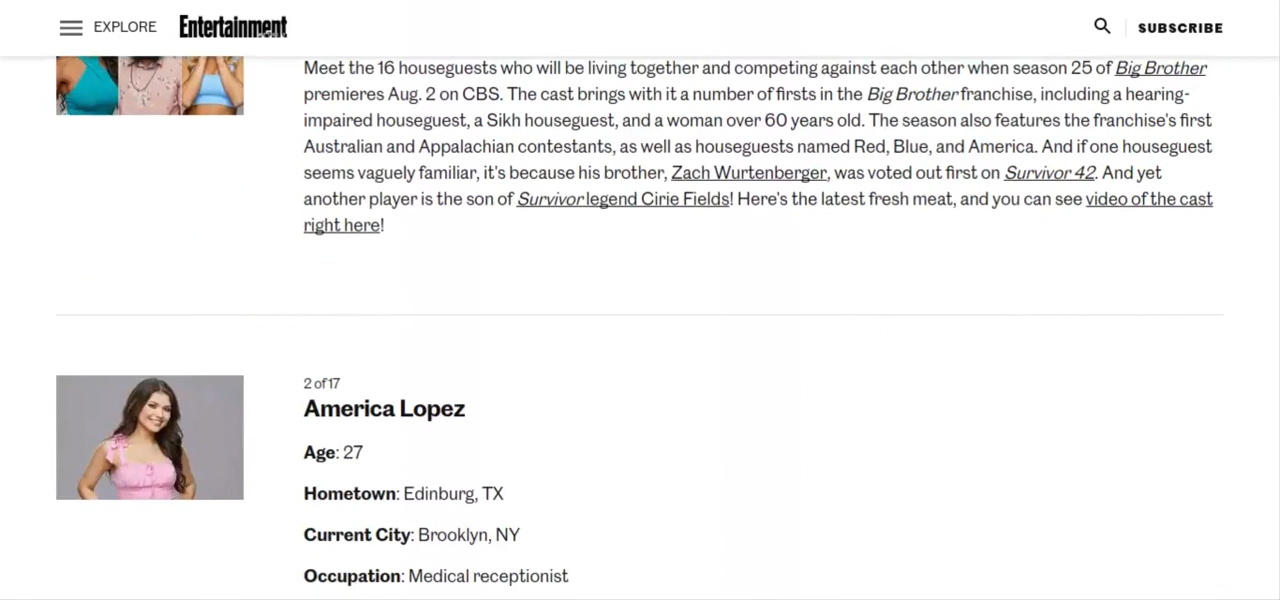 EXPLORE
Entertainment
SUBSCRIBE
Meet the 16 houseguests who will be living together and competing against each other when season 25 of Big Brother
premieres Aug. 2 on CBS. The cast brings with it a number of firsts in the Big Brother franchise, including a hearing-
impaired houseguest, a Sikh houseguest, and a woman over 60 years old. The season also features the franchise's first
Australian and Appalachian contestants, as well as houseguests named Red, Blue, and America. And if one houseguest
seems vaguely familiar, it's because his brother, Zach Wurtenberger, was voted out first on Survivor 42. And yet
another player is the son of Survivor legend Cirie Fields! Here's the latest fresh meat, and you can see video of the cast
right here!
2 of 17
America Lopez
Age: 27
Hometown: Edinburg, TX
Current City: Brooklyn, NY
Occupation: Medical receptionist